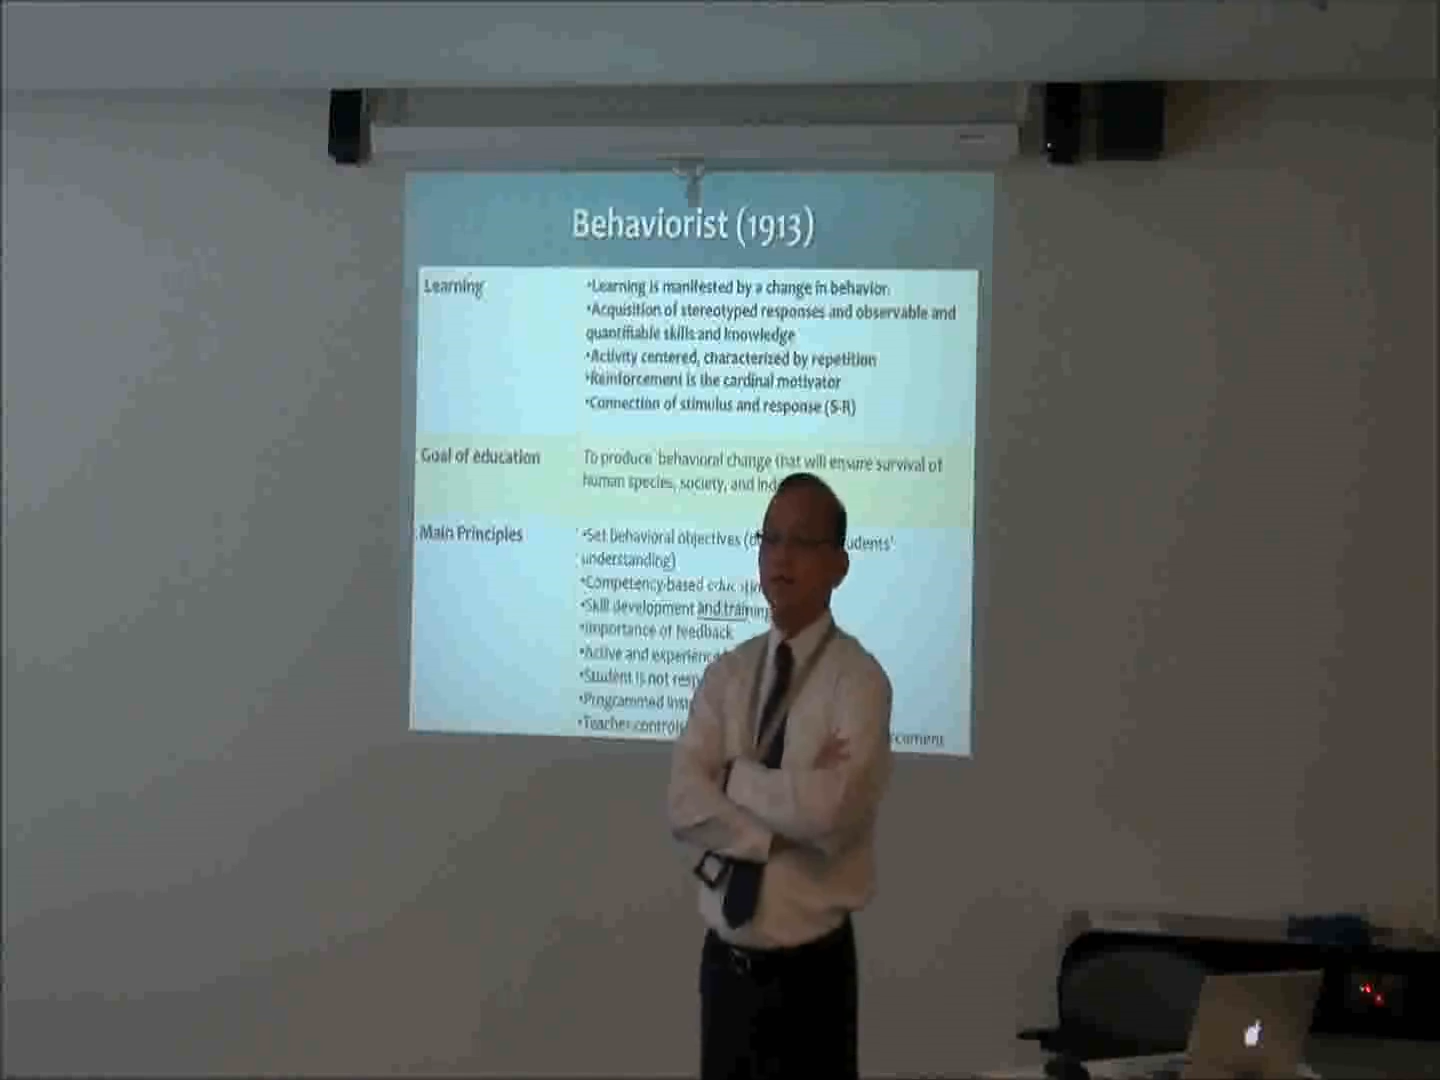 Behaviorist (1913)
Learning
•Learning is manifested by a change in behavior.
•Acquisition of stereotyped responses and observable and
quantifiable skills and knowledge
•Activity centered, characterized by repetition
•Reinforcement is the cardinal motivator
•Connection of stimulus and response (S-R)
Goal of education
To produce behavioral change that will ensure survival of
human species, society, and
Main Principles
•Set behavioral objectives
understanding)
•Competency-based
•Skill development and training
•Importance of feedback
•Active and
•Student is not
•Programmed
•Teacher controls